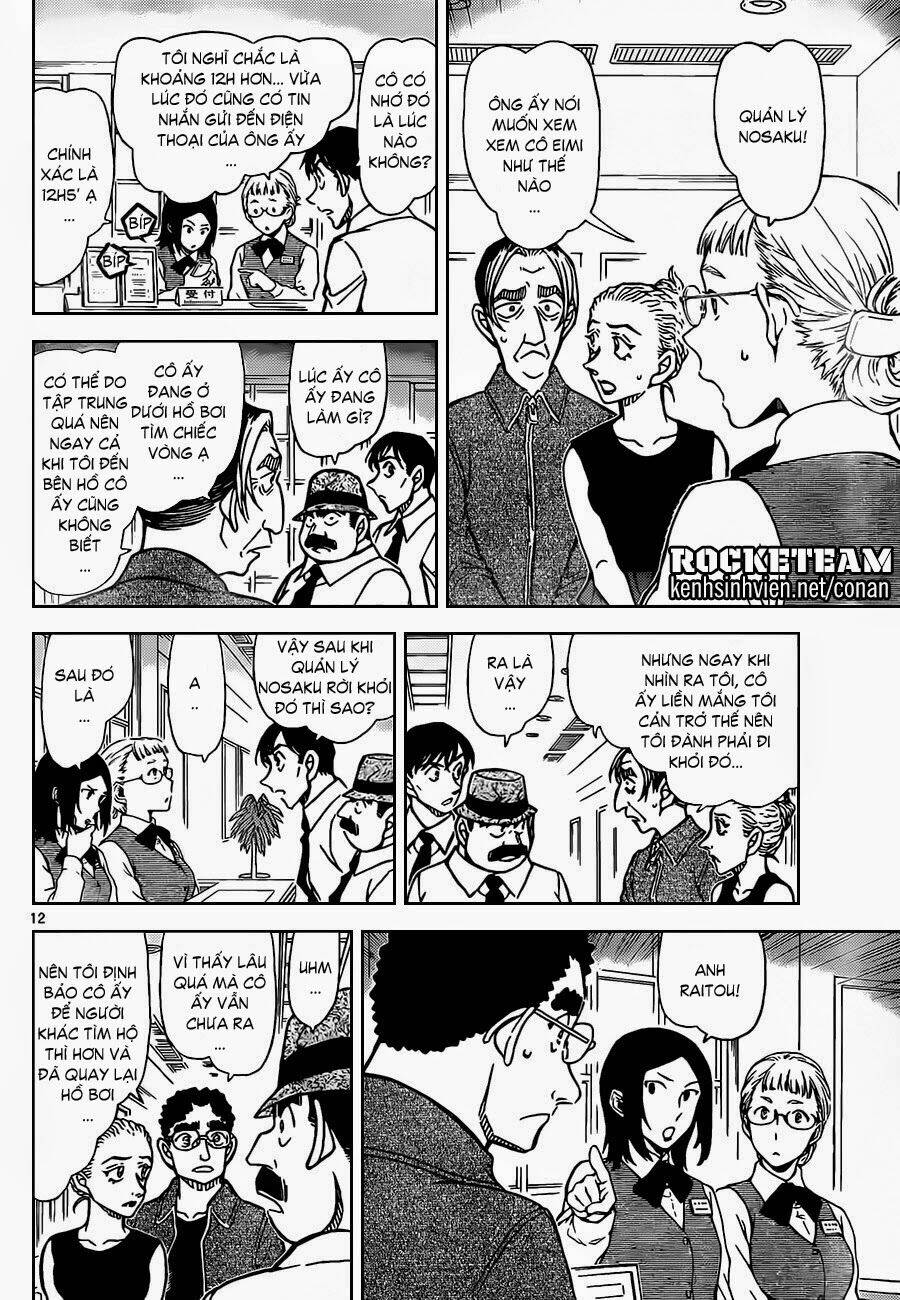 QUẢN LÝ
NOSAKU!
ÔNG ẤY NÓI
MUỐN XEM
XEM CÔ EIMI
NHƯ THẾ
NÀO
...
ROCKETEAM
kenhsinhvien.net/conan
CÔ CÓ
NHỚ ĐÓ
LÀ LÚC
NÀO
KHÔNG?
TÔI NGHĨ CHẮC LÀ
KHOẢNG 12H HƠN... VỪA
LÚC ĐÓ CŨNG CÓ TIN
NHẮN GỬI ĐẾN ĐIỆN
THOẠI CỦA ÔNG ẤY
...
CHÍNH
XÁC LÀ
12H5' Ạ
...
BÍP
BÍP
受付
LÚC ẤY CÔ
ẤY ĐANG
LÀM GÌ?
CÔ ẤY
ĐANG Ở
DƯỚI HỒ BƠI
TÌM CHIẾC
VÒNG Ạ
...
CÓ THỂ DO
TẬP TRUNG
QUÁ NÊN
NGAY CẢ
KHI TÔI ĐẾN
BÊN HỒ CÔ
ẤY CŨNG
KHÔNG
BIẾT
...
NHƯNG NGAY KHI
NHÌN RA TÔI, CÔ
ẤY LIỀN MẮNG TÔI
CẢN TRỞ THẾ NÊN
TÔI ĐÀNH PHẢI ĐI
KHỎI ĐÓ...
RA LÀ
VẬY
...
VẬY SAU KHI
QUẢN LÝ
NOSAKU RỜI KHỎI
ĐÓ THÌ SAO?
A
..
SAU ĐÓ
LÀ
...
12
ANH
RAITOU!
UHM
...
VÌ THẤY LÂU
QUÁ MÀ CÔ
ẤY VẪN
CHƯA RA
..
NÊN TÔI ĐỊNH
BẢO CÔ ẤY
ĐỂ NGƯỜI
KHÁC TÌM HỘ
THÌ HƠN VÀ
ĐÃ QUAY LẠI
HỒ BƠI
...